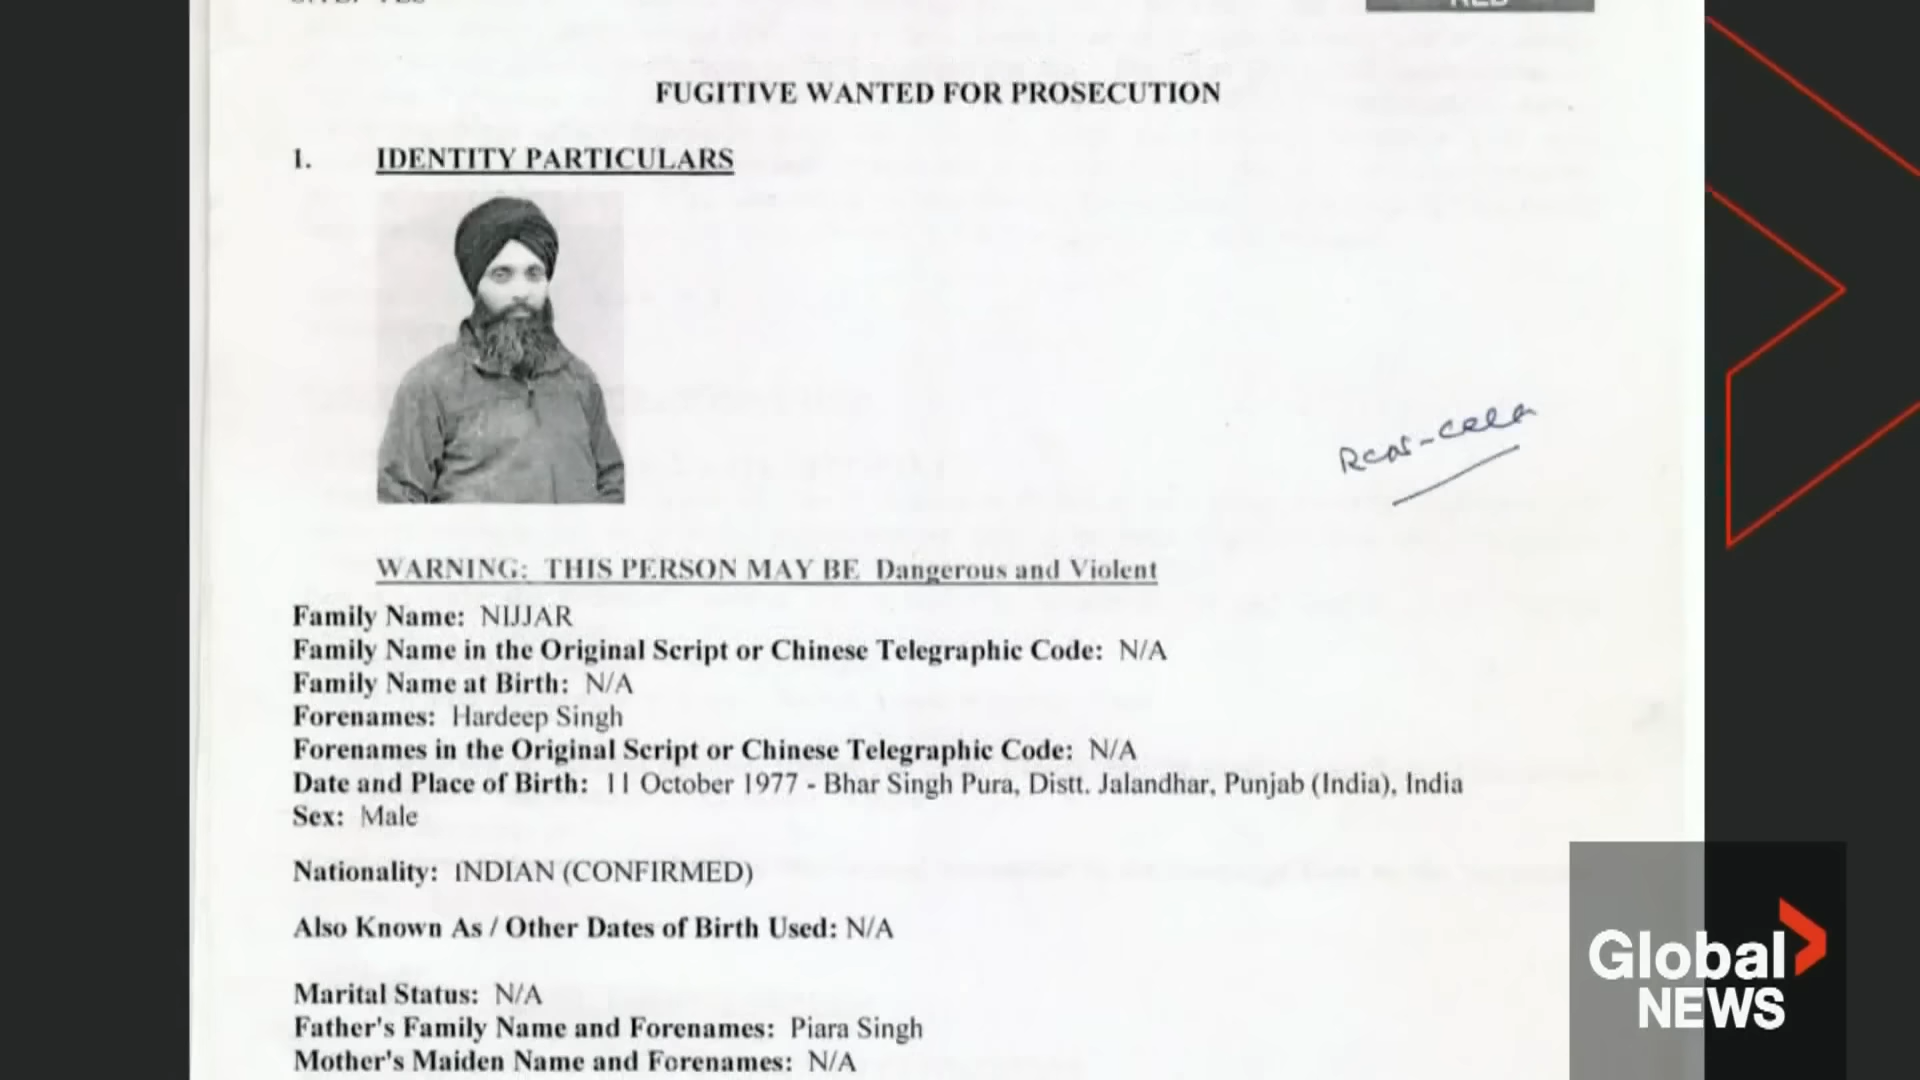 FUGITIVE WANTED FOR PROSECUTION
1. IDENTITY PARTICULARS
WARNING: THIS PERSON MAY BE Dangerous and Violent
Family Name: NIJJAR
Family Name in the Original Script or Chinese Telegraphic Code: N/A
Family Name at Birth: N/A
Forenames: Hardeep Singh
Forenames in the Original Script or Chinese Telegraphic Code: N/A
Date and Place of Birth: 11 October 1977 - Bhar Singh Pura, Distt. Jalandhar, Punjab (India), India
Sex: Male
Nationality: INDIAN (CONFIRMED)
Also Known As / Other Dates of Birth Used: N/A
Marital Status: N/A
Father's Family Name and Forenames: Piara Singh
Mother's Maiden Name and Forenames: N/A
Global
NEWS